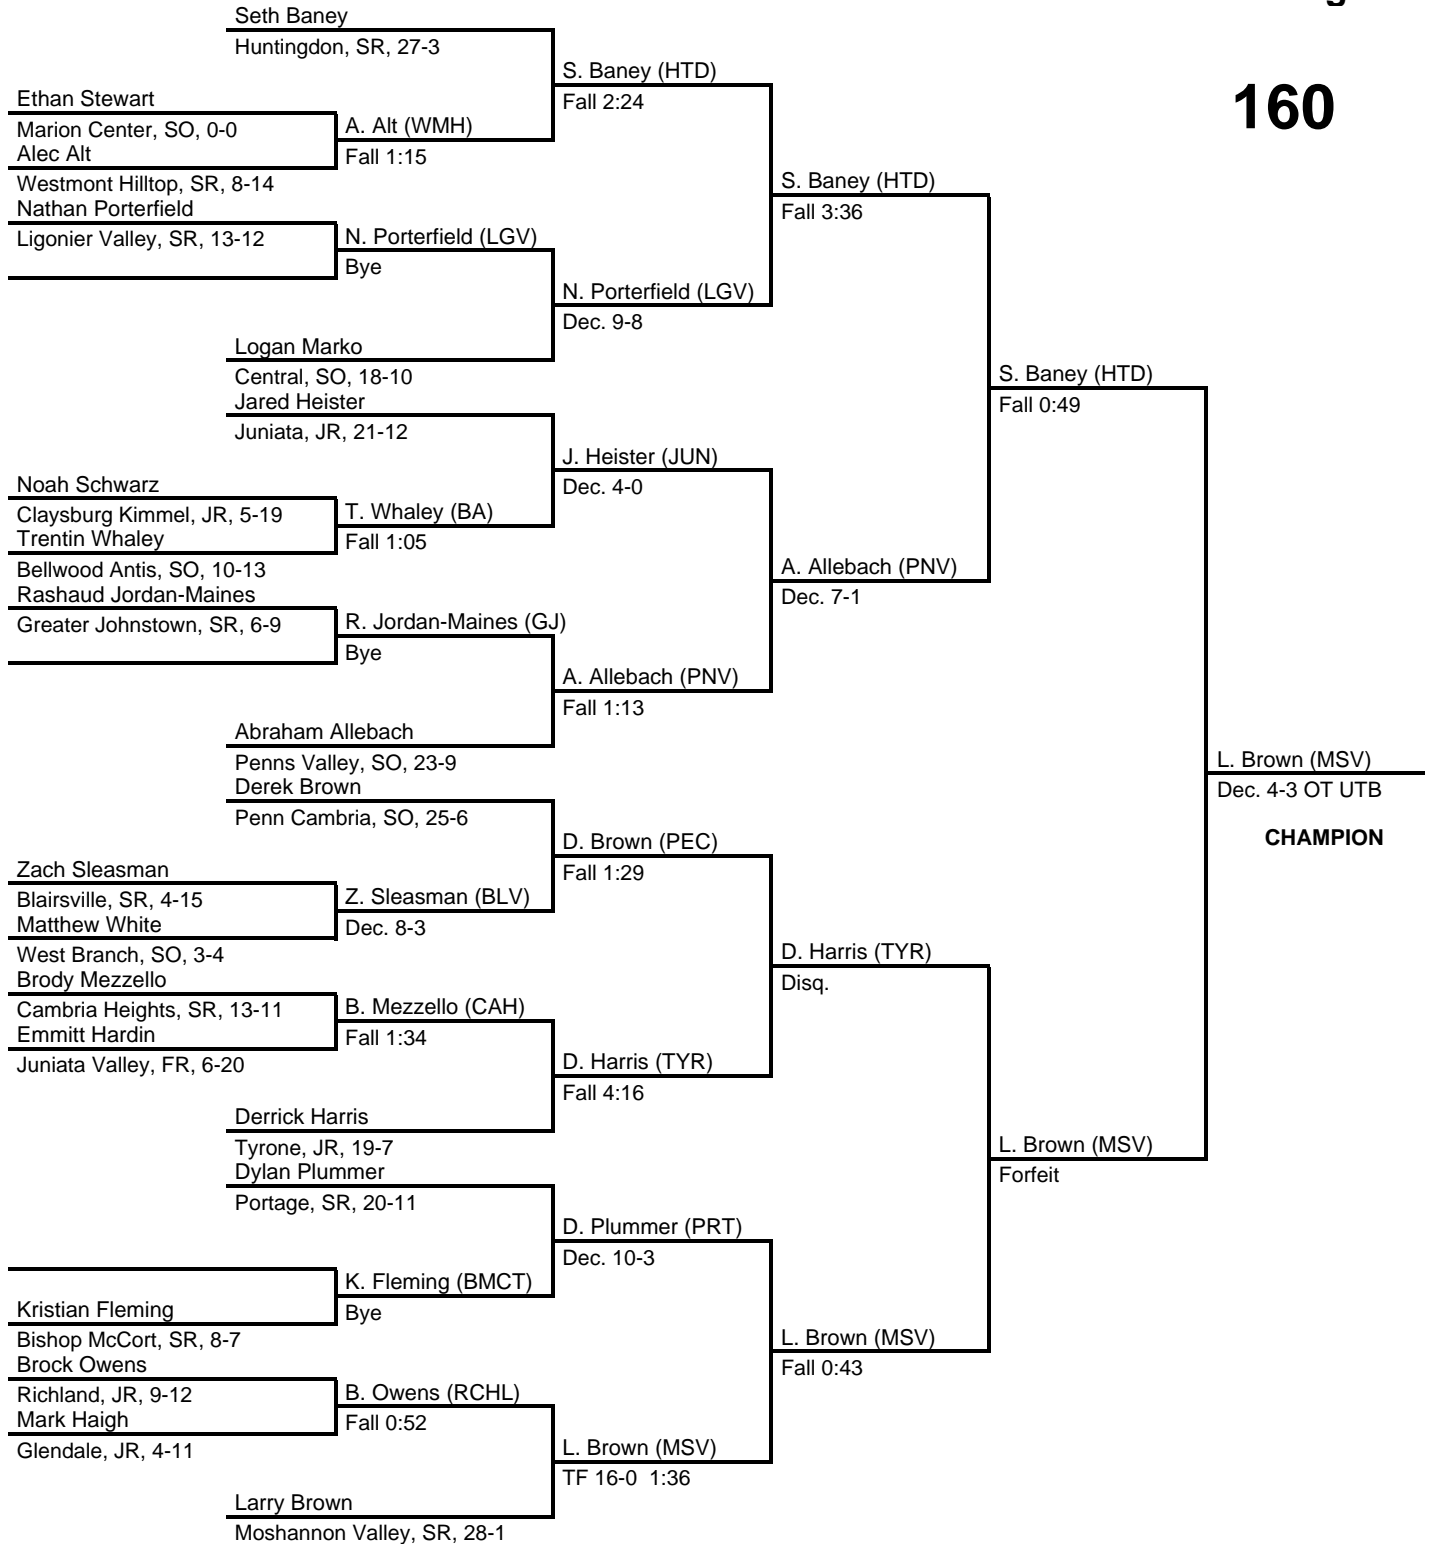 Seth Baney
Huntingdon, SR, 27-3
S. Baney (HTD)
Fall 2:24
160
Ethan Stewart
Marion Center, SO, 0-0
Alec Alt
A. Alt (WMH)
Fall 1:15
Westmont Hilltop, SR, 8-14
Nathan Porterfield
S. Baney (HTD)
Fall 3:36
Ligonier Valley, SR, 13-12
N. Porterfield (LGV)
Bye
N. Porterfield (LGV)
Dec. 9-8
Logan Marko
Central, SO, 18-10
Jared Heister
S. Baney (HTD)
Fall 0:49
Juniata, JR, 21-12
J. Heister (JUN)
Dec. 4-0
Noah Schwarz
Claysburg Kimmel, JR, 5-19
Trentin Whaley
T. Whaley (BA)
Fall 1:05
Bellwood Antis, SO, 10-13
Rashaud Jordan-Maines
A. Allebach (PNV)
Dec. 7-1
Greater Johnstown, SR, 6-9
R. Jordan-Maines (GJ)
Bye
A. Allebach (PNV)
Fall 1:13
Abraham Allebach
Penns Valley, SO, 23-9
Derek Brown
L. Brown (MSV)
Dec. 4-3 OT UTB
Penn Cambria, SO, 25-6
CHAMPION
D. Brown (PEC)
Fall 1:29
Zach Sleasman
Blairsville, SR, 4-15
Matthew White
Z. Sleasman (BLV)
Dec. 8-3
West Branch, SO, 3-4
Brody Mezzello
D. Harris (TYR)
Disq.
Cambria Heights, SR, 13-11
Emmitt Hardin
B. Mezzello (CAH)
Fall 1:34
Juniata Valley, FR, 6-20
D. Harris (TYR)
Fall 4:16
Derrick Harris
Tyrone, JR, 19-7
Dylan Plummer
L. Brown (MSV)
Forfeit
Portage, SR, 20-11
D. Plummer (PRT)
Dec. 10-3
K. Fleming (BMCT)
Bye
Kristian Fleming
Bishop McCort, SR, 8-7
Brock Owens
L. Brown (MSV)
Fall 0:43
Richland, JR, 9-12
Mark Haigh
B. Owens (RCHL)
Fall 0:52
Glendale, JR, 4-11
L. Brown (MSV)
TF 16-0 1:36
Larry Brown
Moshannon Valley, SR, 28-1